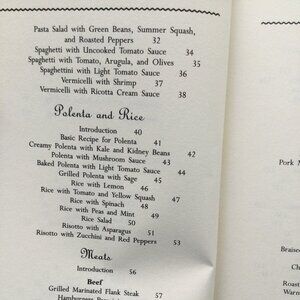 Pasta Salad with Green Beans, Summer Squash,
and Roasted Peppers 32
Spaghetti with Uncooked Tomato Sauce 34
Spaghetti with Tomato, Arugula, and Olives 35
Spaghettini with Light Tomato Sauce 36
Vermicelli with Shrimp 37
Vermicelli with Ricotta Cream Sauce 38
Polenta and Rice
Introduction 40
Basic Recipe for Polenta 41
Creamy Polenta with Kale and Kidney Beans 42
Polenta with Mushroom Sauce 43
Baked Polenta with Light Tomato Sauce 44
Grilled Polenta with Sage 45
Rice with Lemon 46
Rice with Tomato and Yellow Squash 47
Rice with Spinach 48
Rice with Peas and Mint 49
Rice Salad 50
Risotto with Asparagus 51
Risotto with Zucchini and Red Peppers 53
Meats
Introduction 56
Beef
Grilled Marinated Flank Steak 57
Hamburgers
Pork
Braised